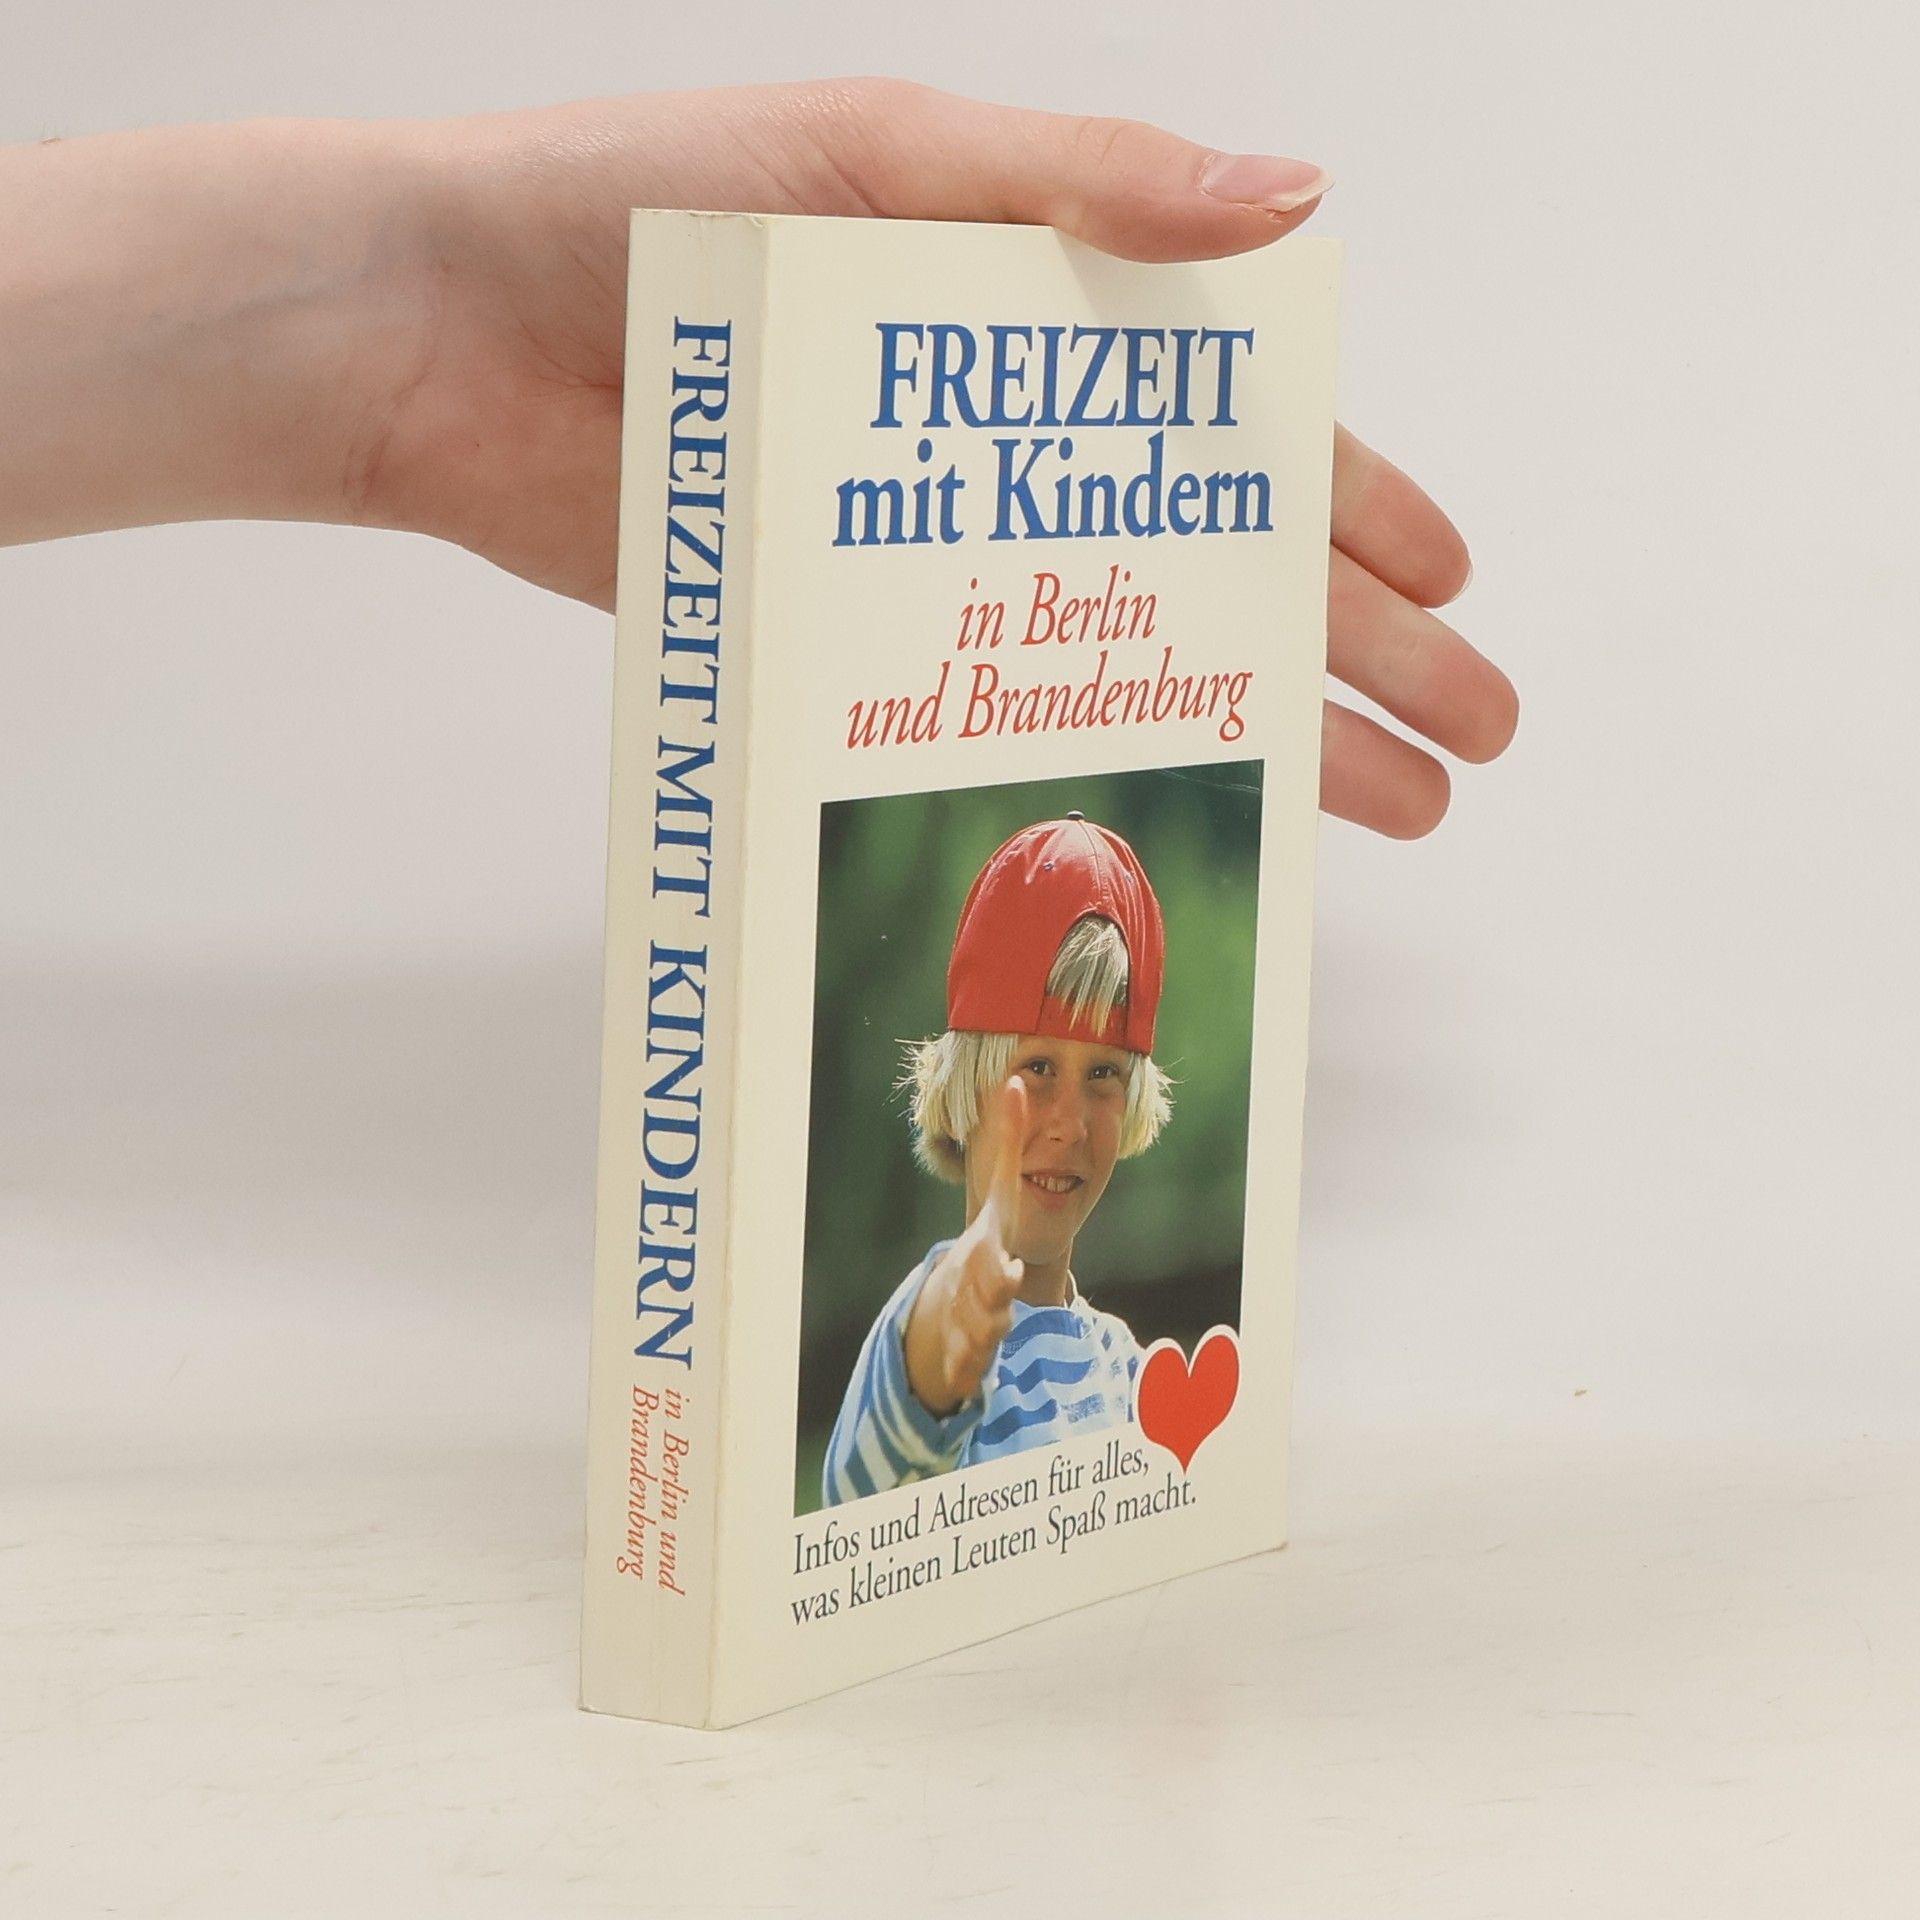 FREIZEIT MIT KINDERN
in Berlin und
Brandenburg
FREIZEIT
mit Kindern
in Berlin
und Brandenburg
Infos und Adressen für alles,
was kleinen Leuten Spaß macht.